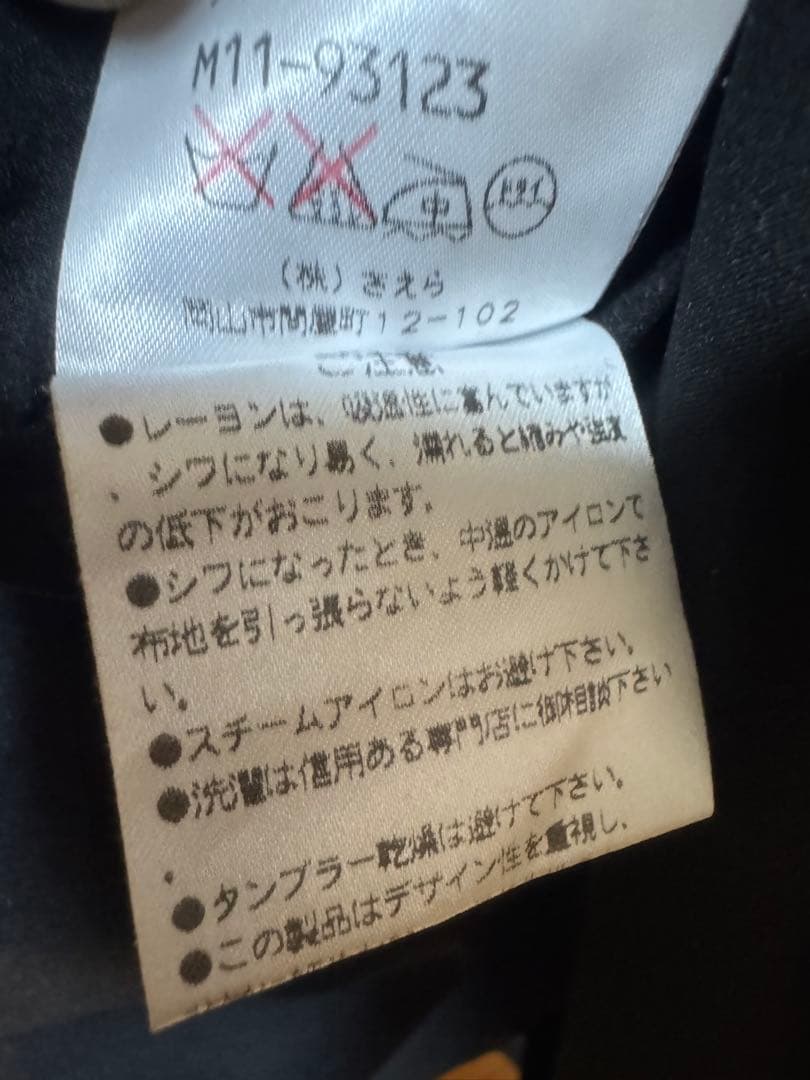 M11-93123
中 ドライ
(株)さえら
岡山市問屋町12-102
ご注意
●レーヨンは、吸湿性に富んでいますが
、シワになり易く、濡れると縮みや強度
の低下がおこります。
●シワになったとき、中温のアイロンで
布地を引っ張らないよう軽くかけて下さ
い。
●スチームアイロンはお避け下さい。
●洗濯は信用ある専門店に御相談下さい
.
●タンブラー乾燥は避けて下さい。
●この製品はデザイン性を重視し、